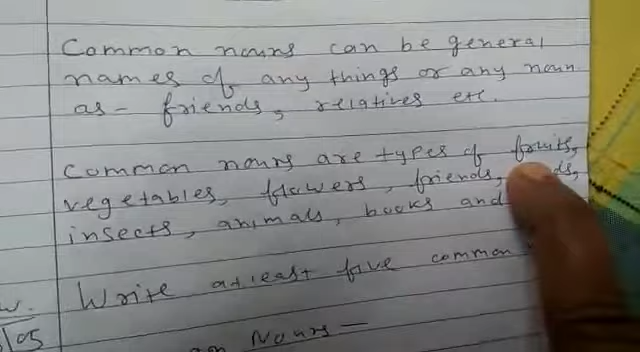 Common nouns can be general
names of any things or any noun
as - friends, relatives etc.
Common nouns are types of fruits,
vegetables, flowers, friends,
insects, animals, books and
Write atleast five common
W.
05
Nouns -